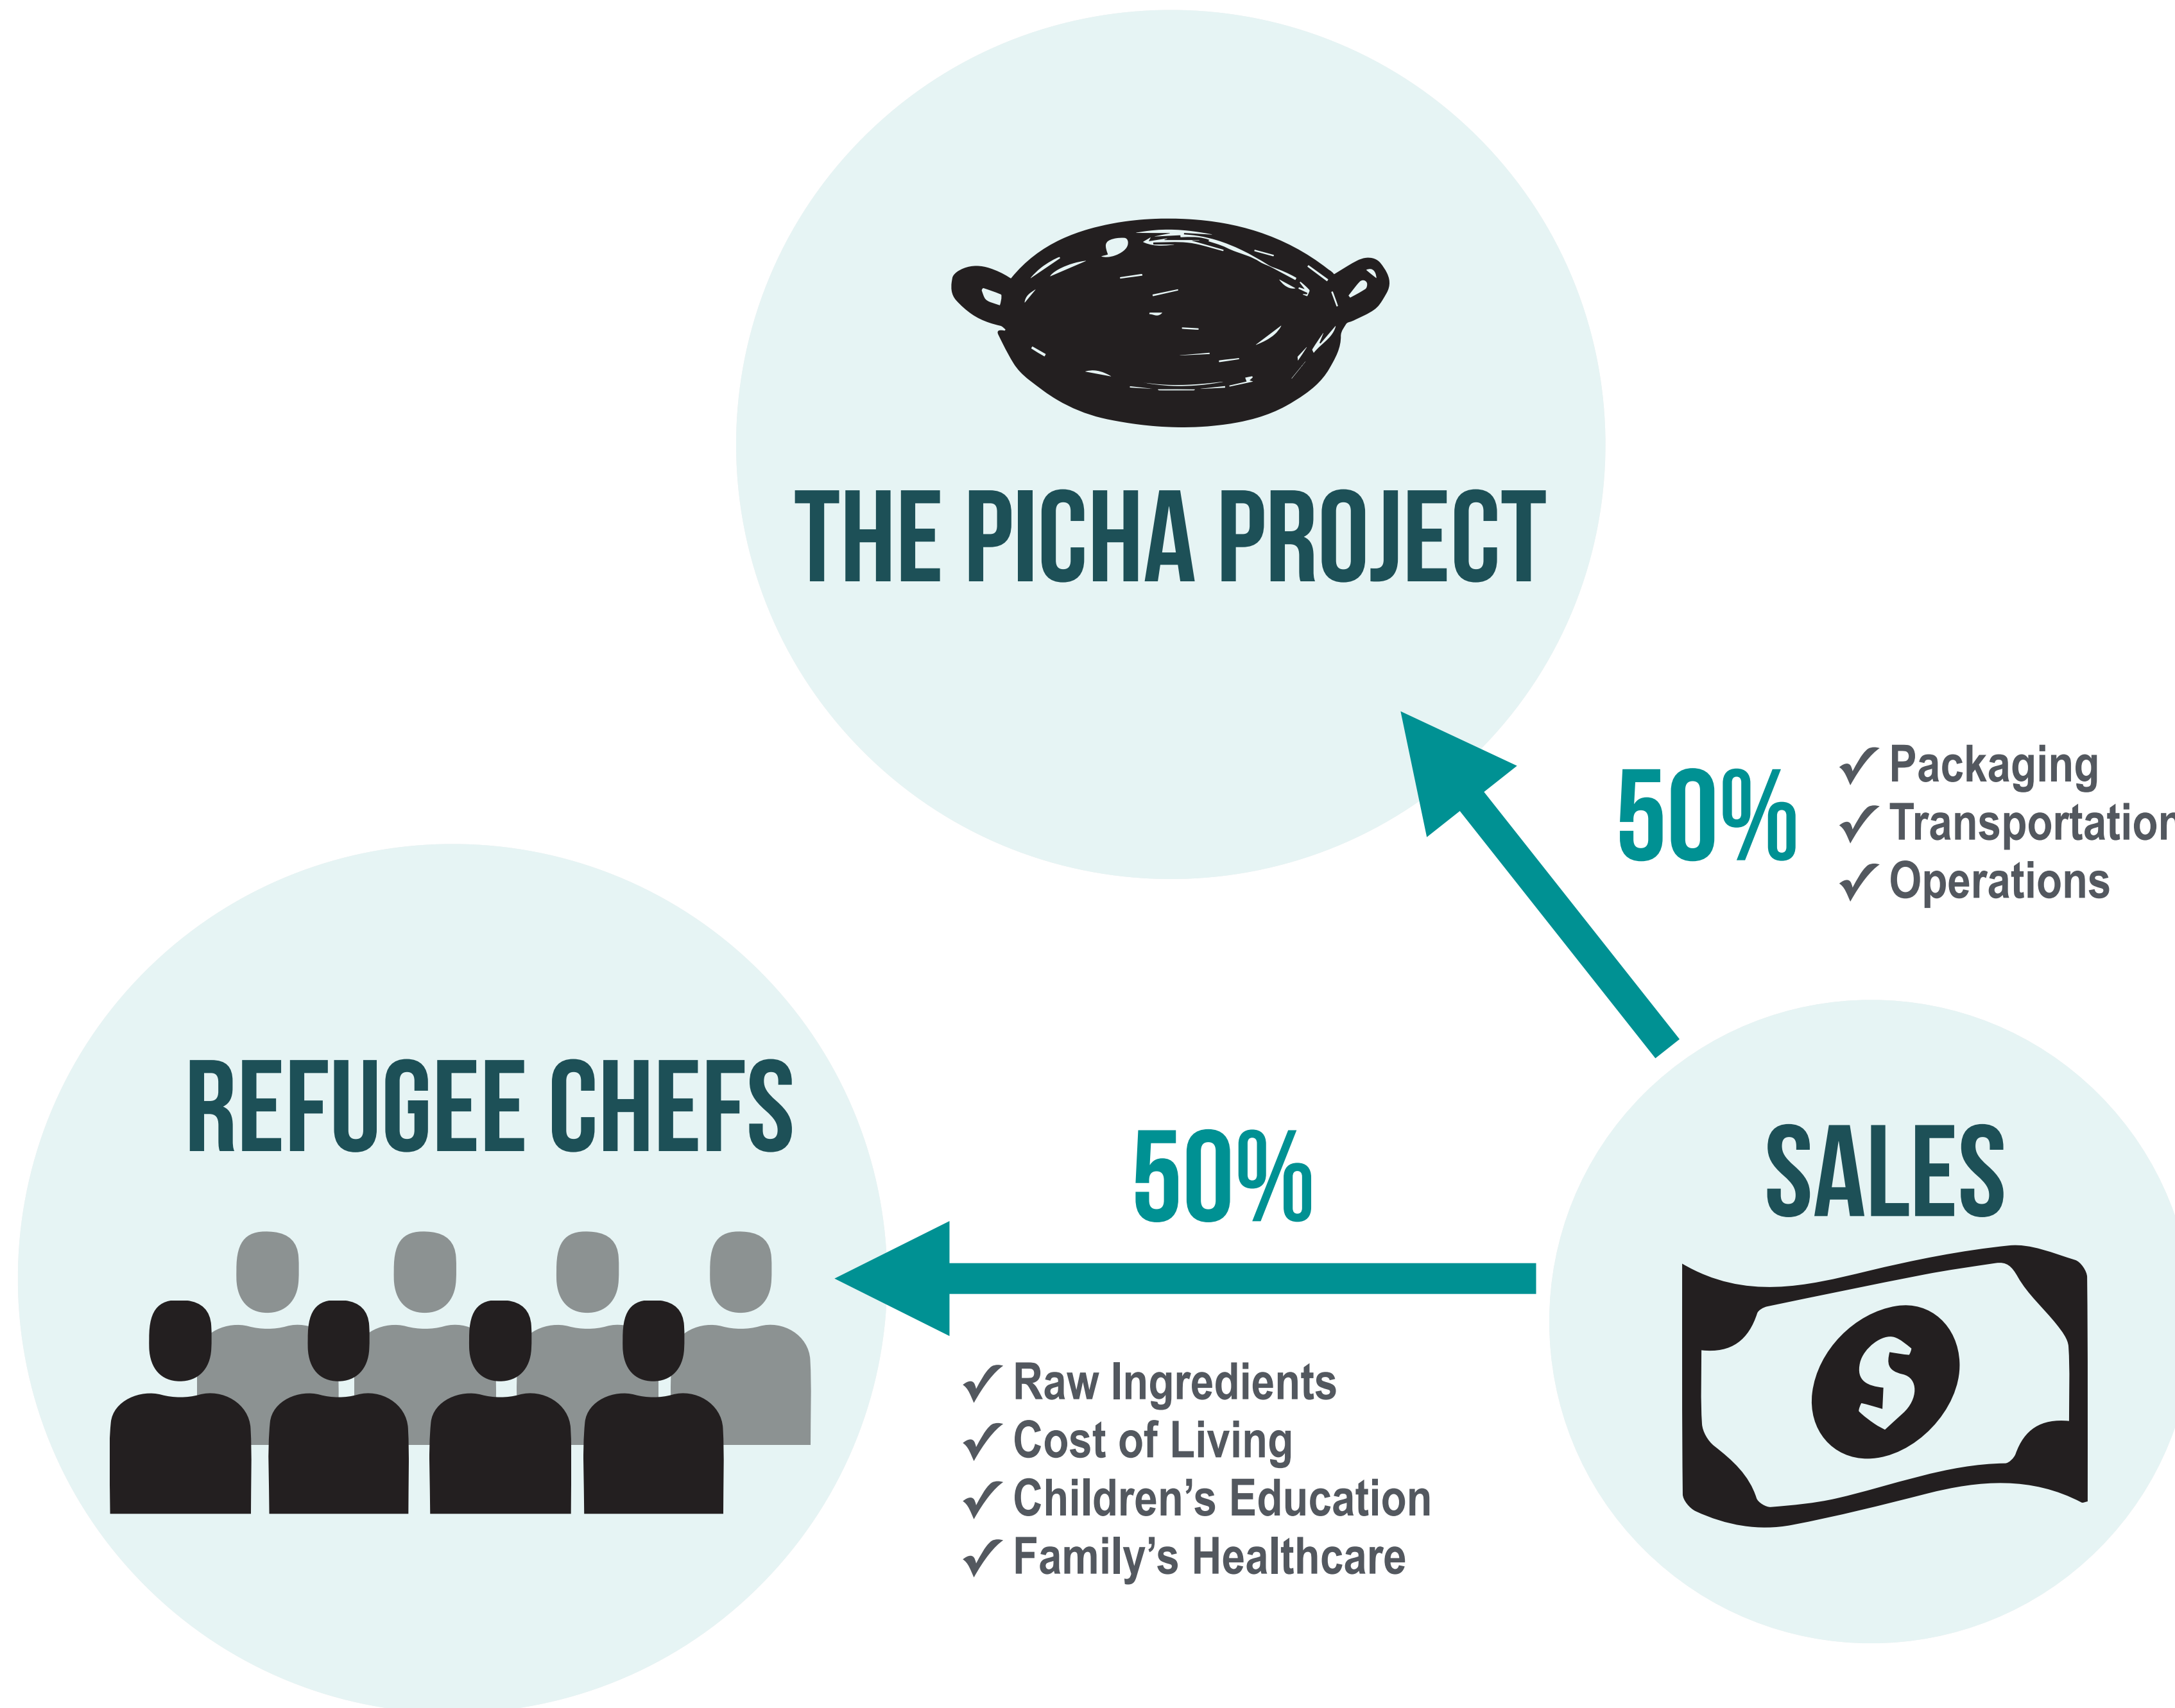 THE PICHA PROJECT
50%
Packaging
Transportation
Operations
REFUGEE CHEFS
50%
SALES
Raw Ingredients
Cost of Living
Children’s Education
Family’s Healthcare